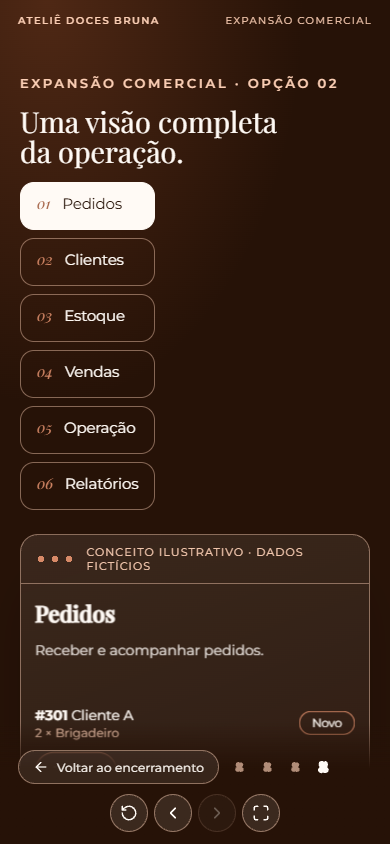 ATELIÊ DOCES BRUNA
EXPANSÃO COMERCIAL
EXPANSÃO COMERCIAL · OPÇÃO 02
Uma visão completa
da operação.
01 Pedidos
02 Clientes
03 Estoque
04 Vendas
05 Operação
06 Relatórios
CONCEITO ILUSTRATIVO · DADOS
FICTÍCIOS
Pedidos
Receber e acompanhar pedidos.
#301 Cliente A
2 × Brigadeiro
Novo
Voltar ao encerramento